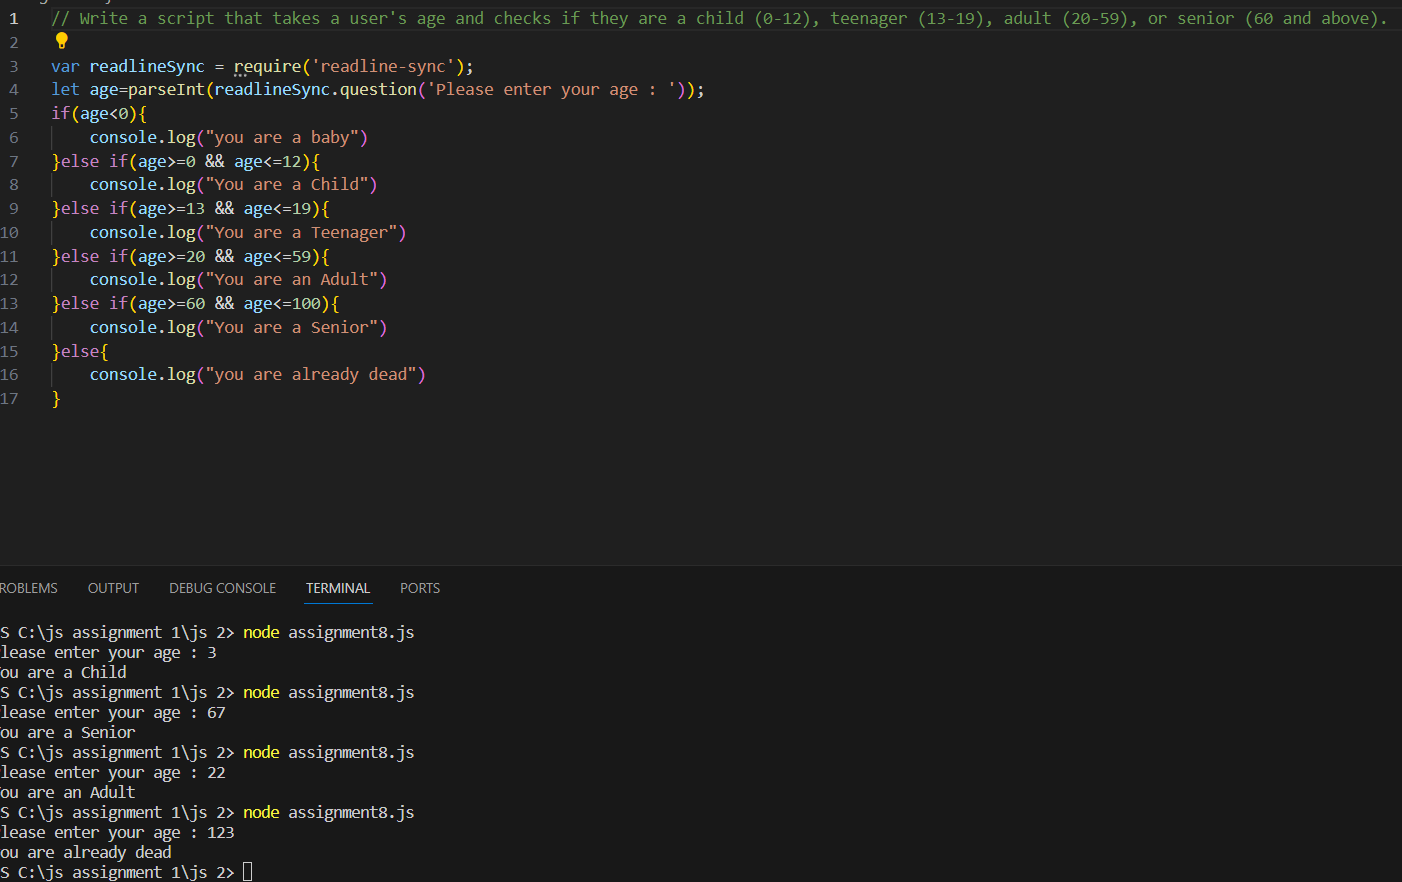 1 // Write a script that takes a user's age and checks if they are a child (0-12), teenager (13-19), adult (20-59), or senior (60 and above).
2
3 var readlineSync = require('readline-sync');
4 let age=parseInt(readlineSync.question('Please enter your age : '));
5 if(age<0){
6     console.log("you are a baby")
7 }else if(age>=0 && age<=12){
8     console.log("You are a Child")
9 }else if(age>=13 && age<=19){
10     console.log("You are a Teenager")
11 }else if(age>=20 && age<=59){
12     console.log("You are an Adult")
13 }else if(age>=60 && age<=100){
14     console.log("You are a Senior")
15 }else{
16     console.log("you are already dead")
17 }
ROBLEMS OUTPUT DEBUG CONSOLE TERMINAL PORTS
S C:\js assignment 1\js 2> node assignment8.js
lease enter your age : 3
ou are a Child
S C:\js assignment 1\js 2> node assignment8.js
lease enter your age : 67
ou are a Senior
S C:\js assignment 1\js 2> node assignment8.js
lease enter your age : 22
ou are an Adult
S C:\js assignment 1\js 2> node assignment8.js
lease enter your age : 123
ou are already dead
S C:\js assignment 1\js 2>